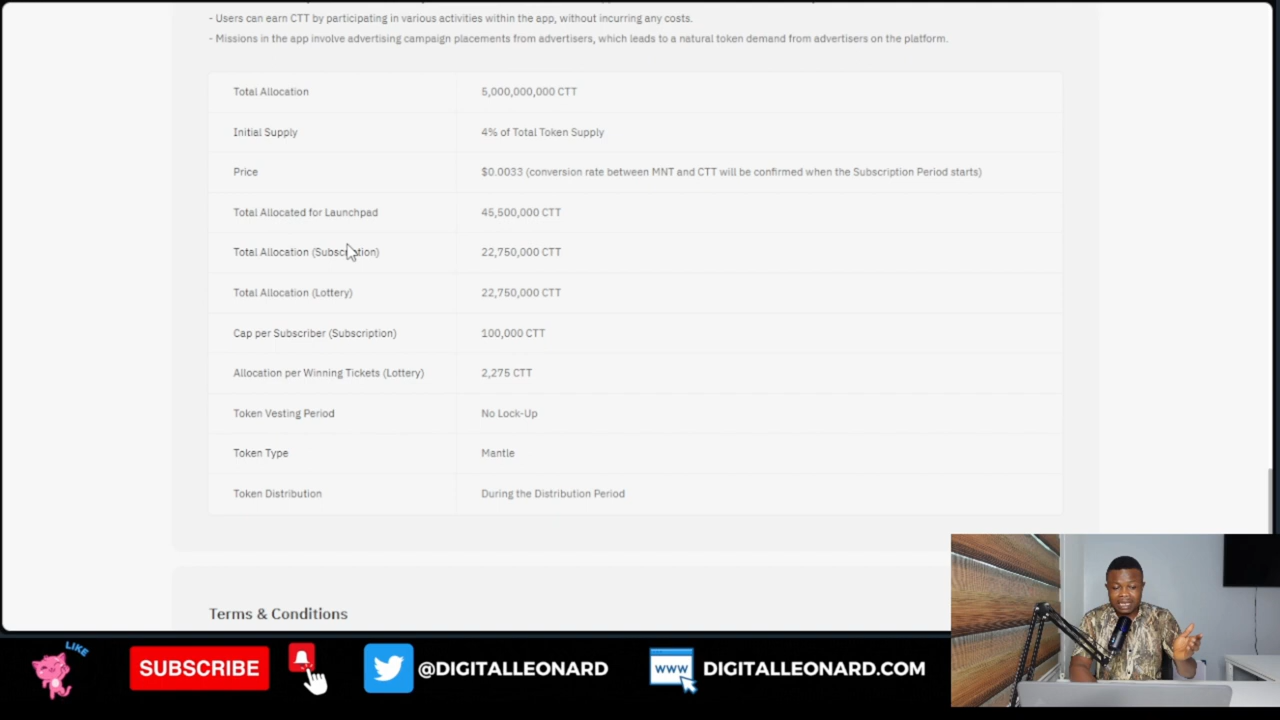 - Users can earn CTT by participating in various activities within the app, without incurring any costs.
- Missions in the app involve advertising campaign placements from advertisers, which leads to a natural token demand from advertisers on the platform.
Total Allocation 5,000,000,000 CTT
Initial Supply 4% of Total Token Supply
Price $0.0033 (conversion rate between MNT and CTT will be confirmed when the Subscription Period starts)
Total Allocated for Launchpad 45,500,000 CTT
Total Allocation (Subscription) 22,750,000 CTT
Total Allocation (Lottery) 22,750,000 CTT
Cap per Subscriber (Subscription) 100,000 CTT
Allocation per Winning Tickets (Lottery) 2,275 CTT
Token Vesting Period No Lock-Up
Token Type Mantle
Token Distribution During the Distribution Period
Terms & Conditions
LIKE
SUBSCRIBE
@DIGITALLEONARD
WWW
DIGITALLEONARD.COM